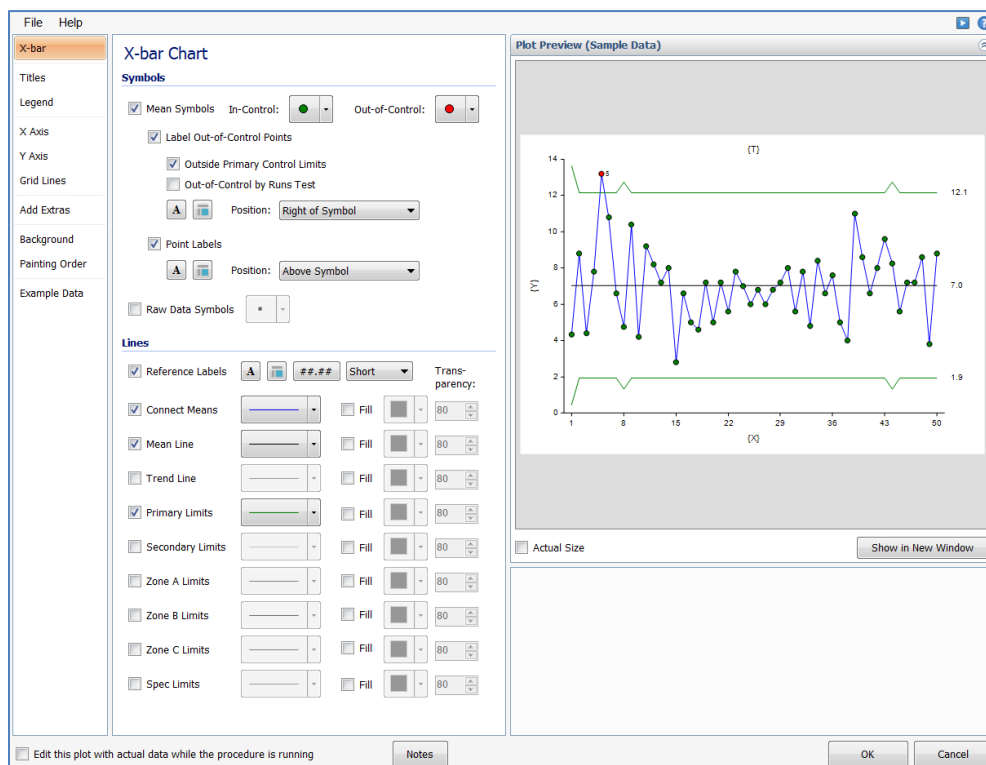 File Help
X-bar
Titles
Legend
X Axis
Y Axis
Grid Lines
Add Extras
Background
Painting Order
Example Data
X-bar Chart
Symbols
Mean Symbols In-Control: Out-of-Control:
Label Out-of-Control Points
Outside Primary Control Limits
Out-of-Control by Runs Test
A Position: Right of Symbol
Point Labels
A Position: Above Symbol
Raw Data Symbols
Lines
Reference Labels A ##.## Short Trans-
parency:
Connect Means Fill 80
Mean Line Fill 80
Trend Line Fill 80
Primary Limits Fill 80
Secondary Limits Fill 80
Zone A Limits Fill 80
Zone B Limits Fill 80
Zone C Limits Fill 80
Spec Limits Fill 80
Plot Preview (Sample Data)
{T}
14
12
10
8
6
4
2
0
{Y}
5
12.1
7.0
1.9
1 8 15 22 29 36 43 50
{X}
Actual Size Show in New Window
Edit this plot with actual data while the procedure is running Notes OK Cancel